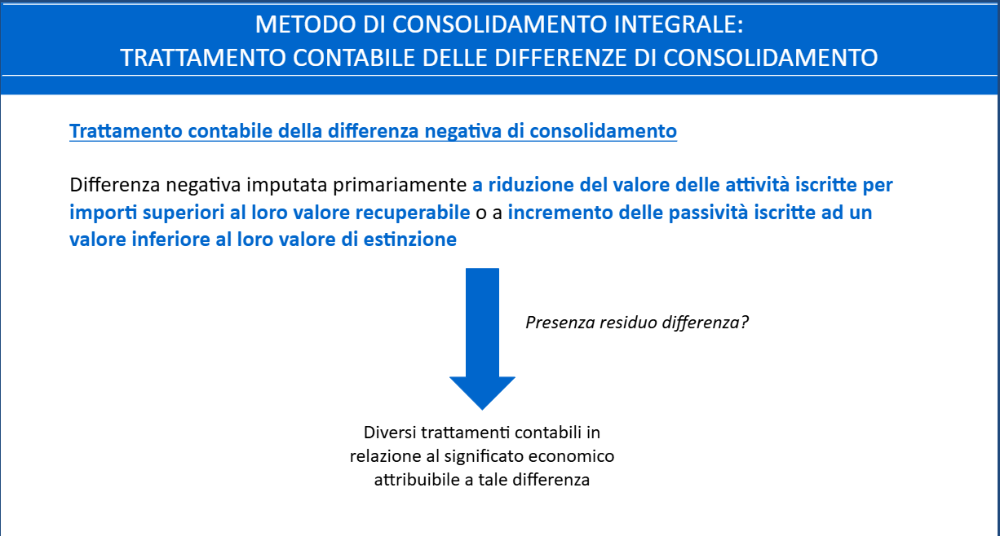 METODO DI CONSOLIDAMENTO INTEGRALE:
TRATTAMENTO CONTABILE DELLE DIFFERENZE DI CONSOLIDAMENTO
Trattamento contabile della differenza negativa di consolidamento
Differenza negativa imputata primariamente a riduzione del valore delle attività iscritte per
importi superiori al loro valore recuperabile o a incremento delle passività iscritte ad un
valore inferiore al loro valore di estinzione
Presenza residuo differenza?
Diversi trattamenti contabili in
relazione al significato economico
attribuibile a tale differenza